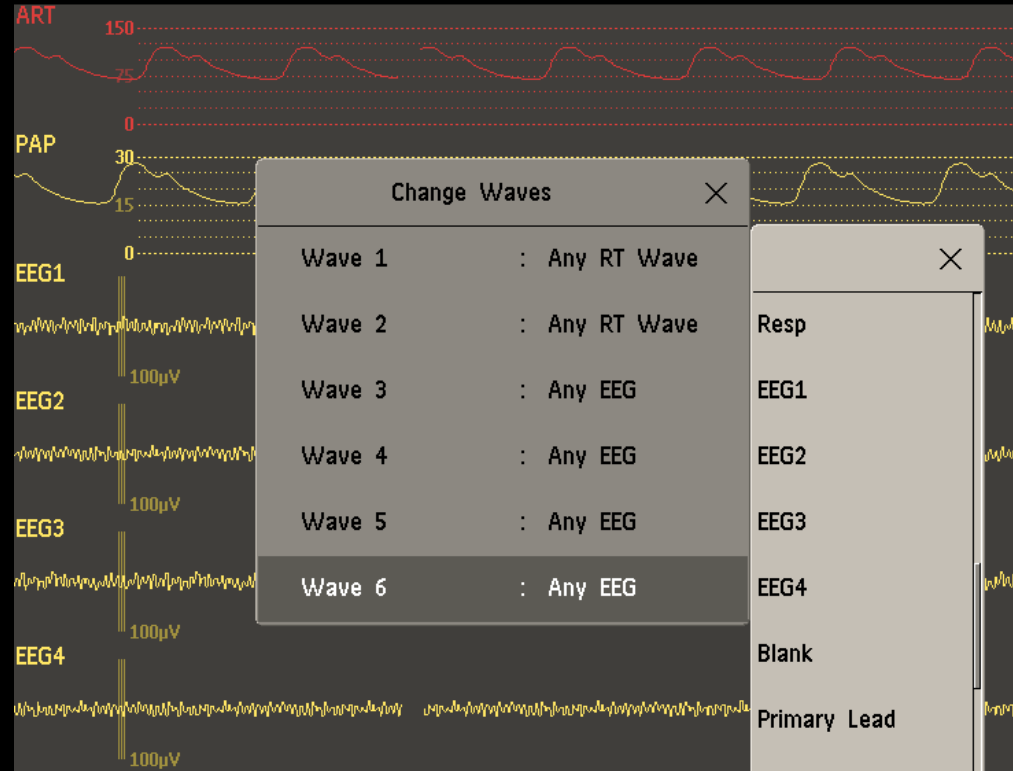 ART
150
75
0
PAP
30
15
0
Change Waves
Wave 1 : Any RT Wave
Wave 2 : Any RT Wave
Wave 3 : Any EEG
Wave 4 : Any EEG
Wave 5 : Any EEG
Wave 6 : Any EEG
Resp
EEG1
EEG2
EEG3
EEG4
Blank
Primary Lead
EEG1
100µV
EEG2
100µV
EEG3
100µV
EEG4
100µV